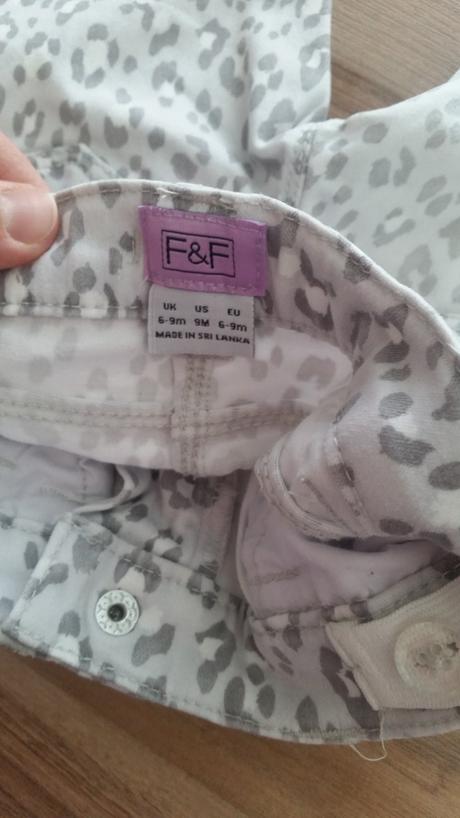 F&F
UK US EU
6-9m 9M 6-9m
MADE IN SRI LANKA